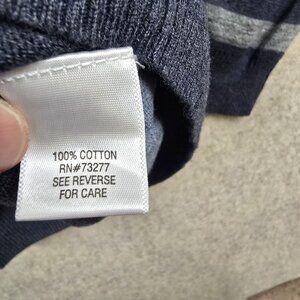 100% COTTON
RN#73277
SEE REVERSE
FOR CARE